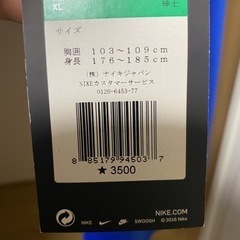 XL
紳士
サイズ
胸囲 103~109cm
身長 176~185cm
(株)ナイキジャパン
NIKEカスタマーサービス
0120-6453-77
8 85179 94503 7
★ 3500
NIKE.COM
NIKE SWOOSH © 2016 Nike